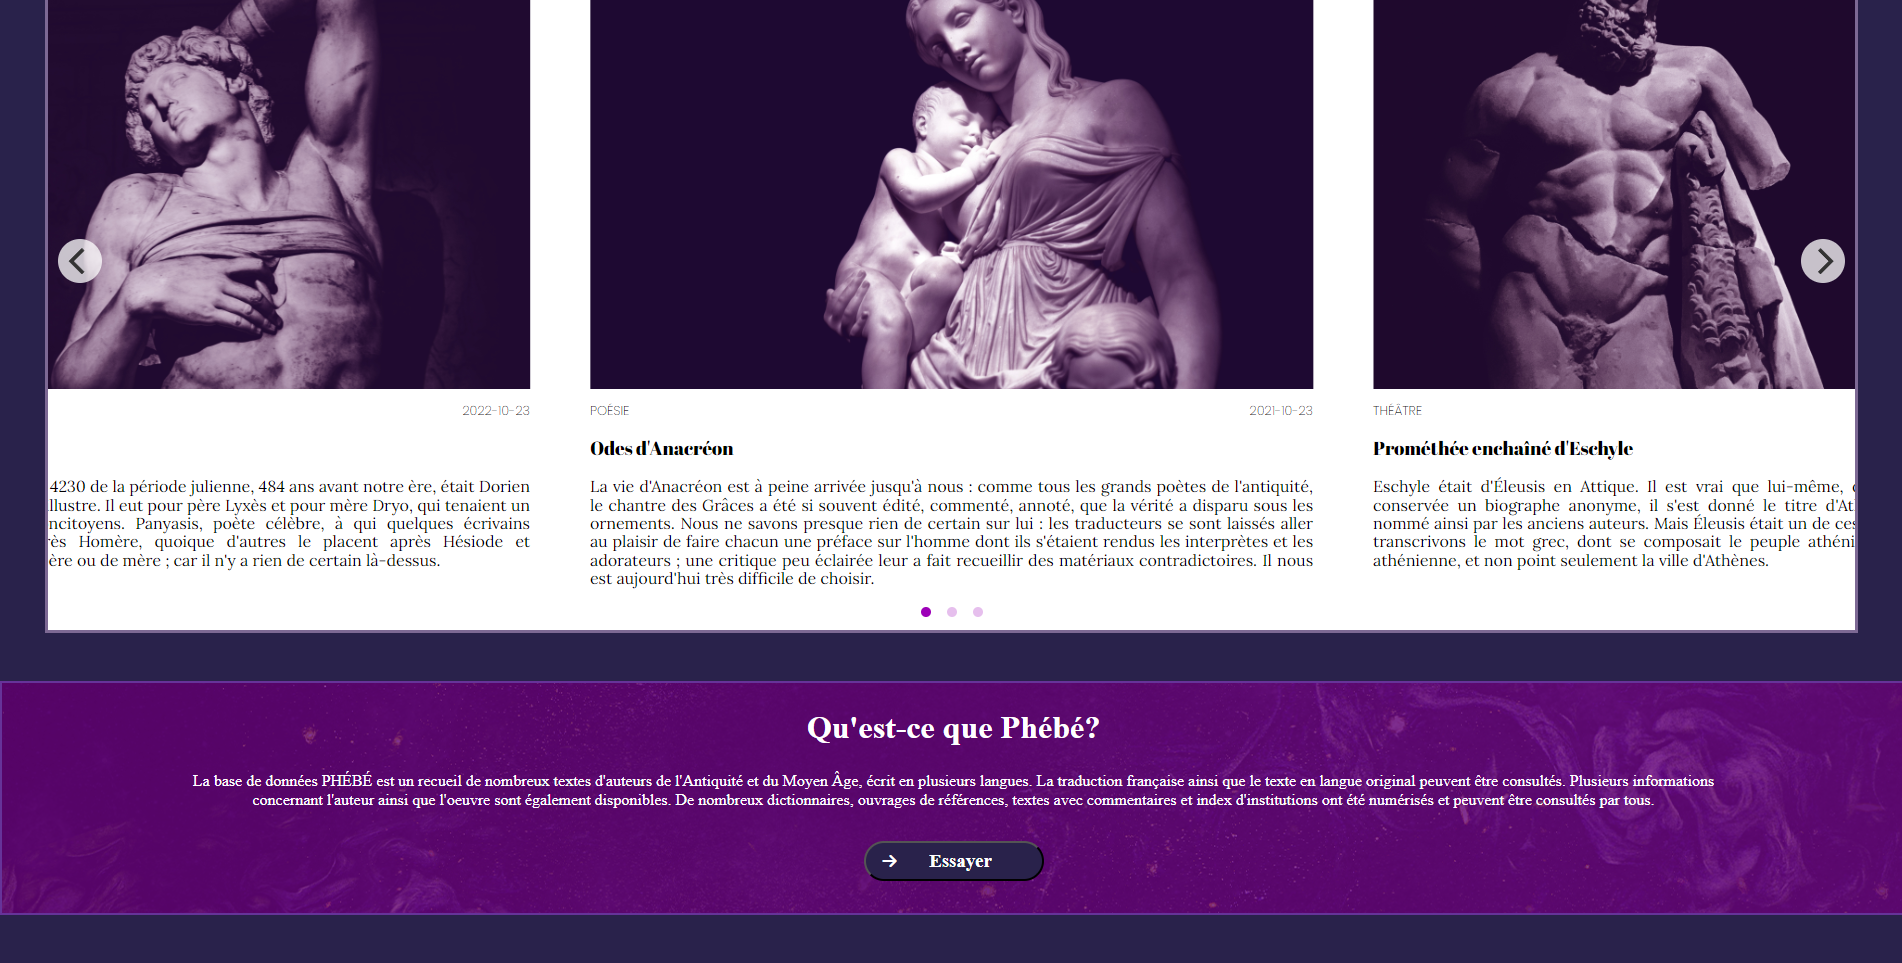 2022-10-23
4230 de la période julienne, 484 ans avant notre ère, était Dorien
llustre. Il eut pour père Lyxès et pour mère Dryo, qui tenaient un
ncitoyens. Panyasis, poète célèbre, à qui quelques écrivains
rès Homère, quoique d'autres le placent après Hésiode et
ère ou de mère ; car il n'y a rien de certain là-dessus.
POÉSIE 2021-10-23
Odes d'Anacréon
La vie d'Anacréon est à peine arrivée jusqu'à nous : comme tous les grands poètes de l'antiquité,
le chantre des Grâces a été si souvent édité, commenté, annoté, que la vérité a disparu sous les
ornements. Nous ne savons presque rien de certain sur lui : les traducteurs se sont laissés aller
au plaisir de faire chacun une préface sur l'homme dont ils s'étaient rendus les interprètes et les
adorateurs ; une critique peu éclairée leur a fait recueillir des matériaux contradictoires. Il nous
est aujourd'hui très difficile de choisir.
THÉÂTRE
Prométhée enchaîné d'Eschyle
Eschyle était d'Éleusis en Attique. Il est vrai que lui-même,
conservée un biographe anonyme, il s'est donné le titre d'At
nommé ainsi par les anciens auteurs. Mais Éleusis était un de ces
transcrivons le mot grec, dont se composait le peuple athéni
athénienne, et non point seulement la ville d'Athènes.
Qu'est-ce que Phébé?
La base de données PHÉBÉ est un recueil de nombreux textes d'auteurs de l'Antiquité et du Moyen Âge, écrit en plusieurs langues. La traduction française ainsi que le texte en langue original peuvent être consultés. Plusieurs informations
concernant l'auteur ainsi que l'oeuvre sont également disponibles. De nombreux dictionnaires, ouvrages de références, textes avec commentaires et index d'institutions ont été numérisés et peuvent être consultés par tous.
Essayer